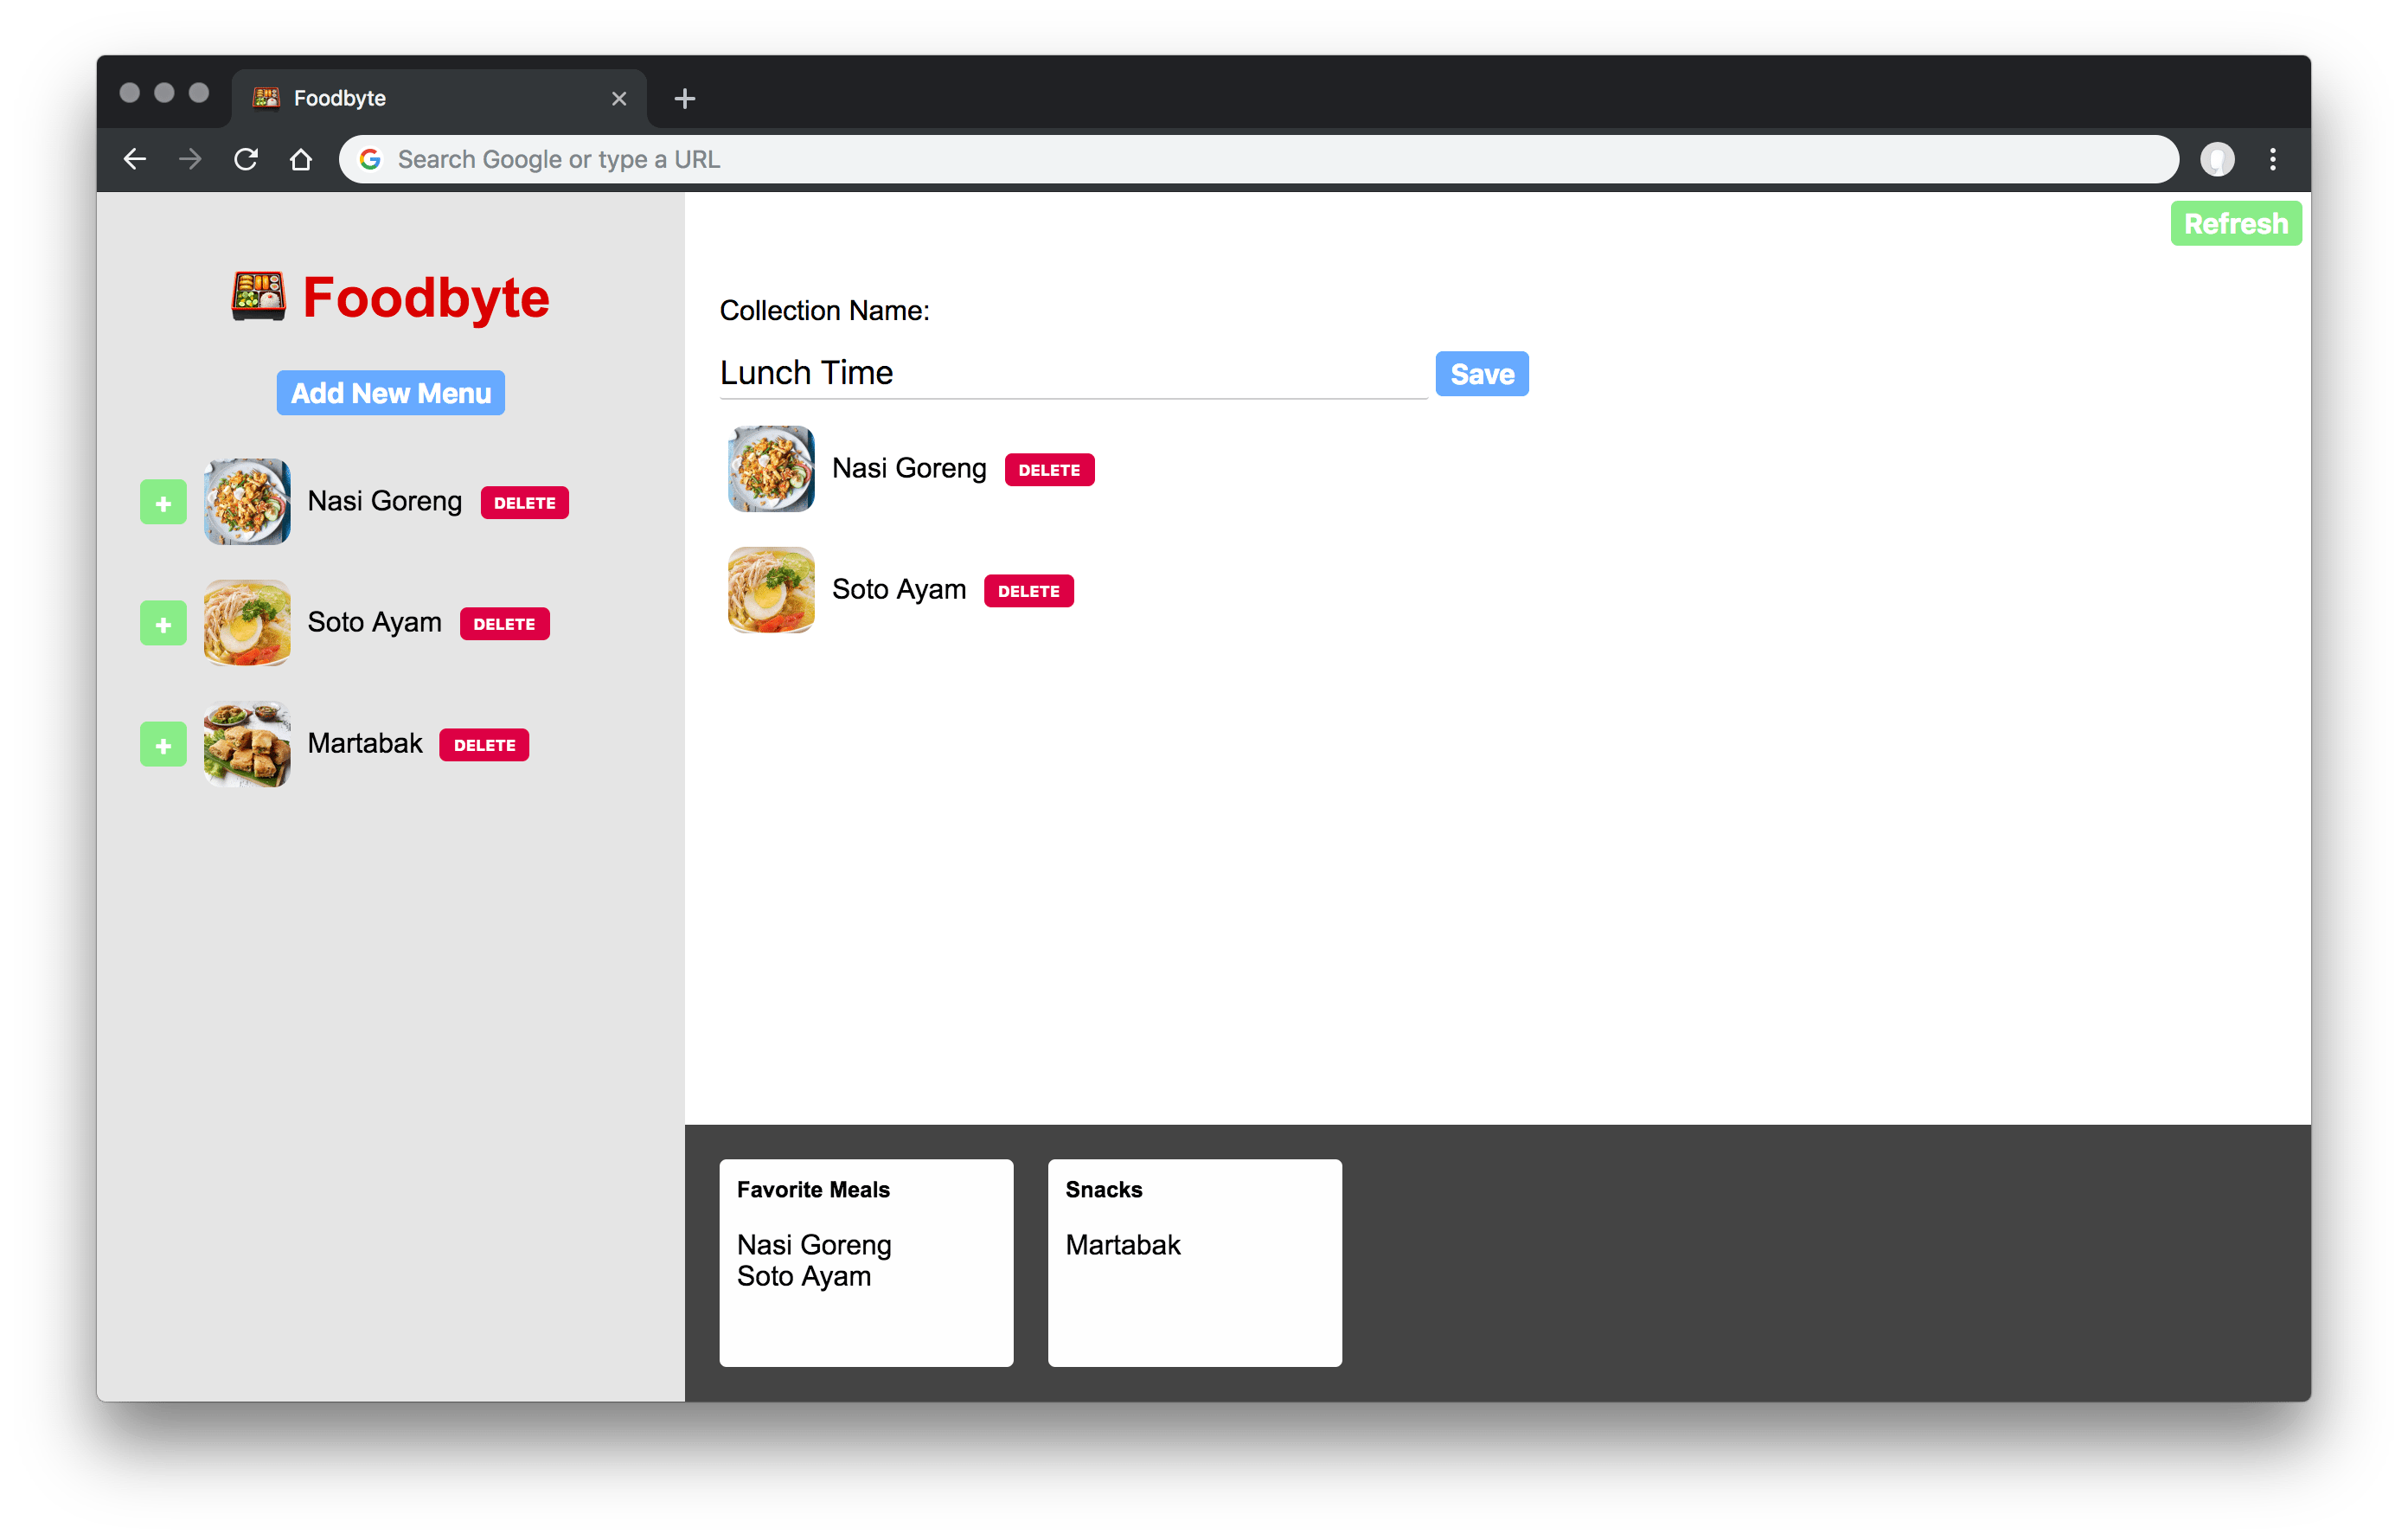 Foodbyte
Search Google or type a URL
Refresh
Foodbyte
Add New Menu
+ Nasi Goreng DELETE
+ Soto Ayam DELETE
+ Martabak DELETE
Collection Name:
Lunch Time Save
Nasi Goreng DELETE
Soto Ayam DELETE
Favorite Meals
Nasi Goreng
Soto Ayam
Snacks
Martabak